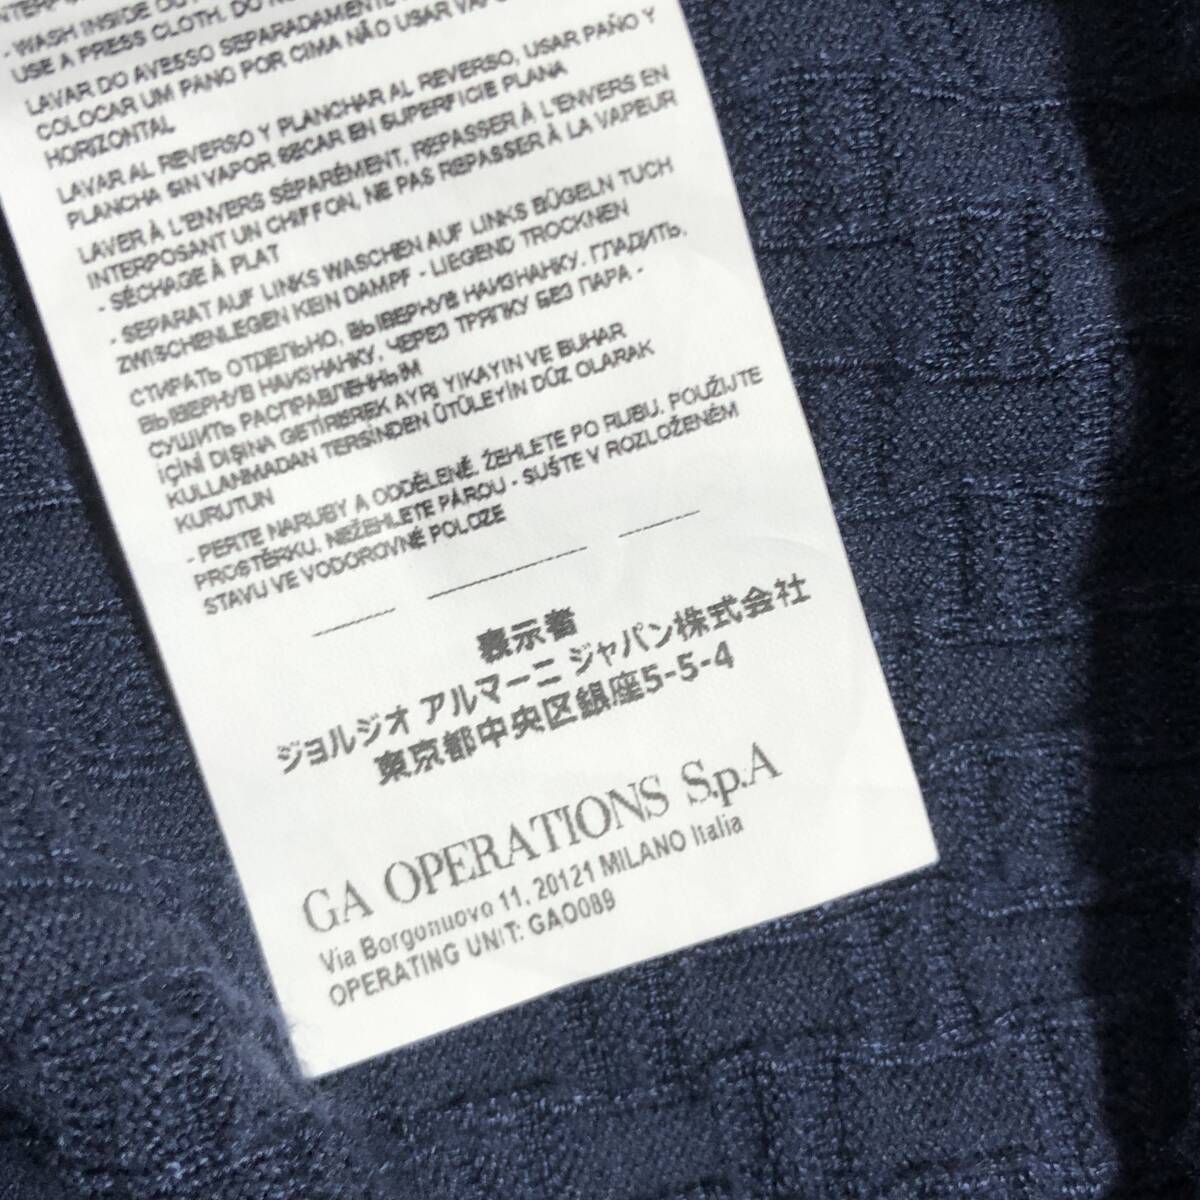 - WASH INSIDE OUT
USE A PRESS CLOTH. DO
LAVAR DO AVESSO SEPARADAMENTE
COLOCAR UM PANO POR CIMA NÃO USAR VAPOR
HORIZONTAL
LAVAR AL REVERSO Y PLANCHAR AL REVERSO, USAR PAÑO Y
PLANCHA SIN VAPOR SECAR EN SUPERFICIE PLANA
LAVER À L'ENVERS SÉPARÉMENT, REPASSER À L'ENVERS EN
INTERPOSANT UN CHIFFON, NE PAS REPASSER À LA VAPEUR
- SÉCHAGE À PLAT
- SEPARAT AUF LINKS WASCHEN AUF LINKS BÜGELN TUCH
ZWISCHENLEGEN KEIN DAMPF - LIEGEND TROCKNEN
СТИРАТЬ ОТДЕЛЬНО, ВЫВЕРНУВ НАИЗНАНКУ. ГЛАДИТЬ,
ВЫВЕРНУВ НАИЗНАНКУ, ЧЕРЕЗ ТРЯПКУ БЕЗ ПАРА -
СУШИТЬ РАСПРАВЛЕННЫМ
İÇİNİ DIŞINA GETİREREK AYRI YIKAYIN VE BUHAR
KULLANMADAN TERSİNDEN ÜTÜLEYİN DÜZ OLARAK
KURUTUN
- PERTE NARUBY A ODDĚLENĚ, ŽEHLETE PO RUBU. POUŽIJTE
PROSTĚRKU. NEŽEHLETE PÁROU - SUŠTE V ROZLOŽENÉM
STAVU VE VODOROVNÉ POLOZE
表示者
ジョルジオ アルマーニ ジャパン株式会社
東京都中央区銀座5-5-4
GA OPERATIONS S.p.A
Via Borgonuovo 11, 20121 MILANO Italia
OPERATING UNIT: GAO089